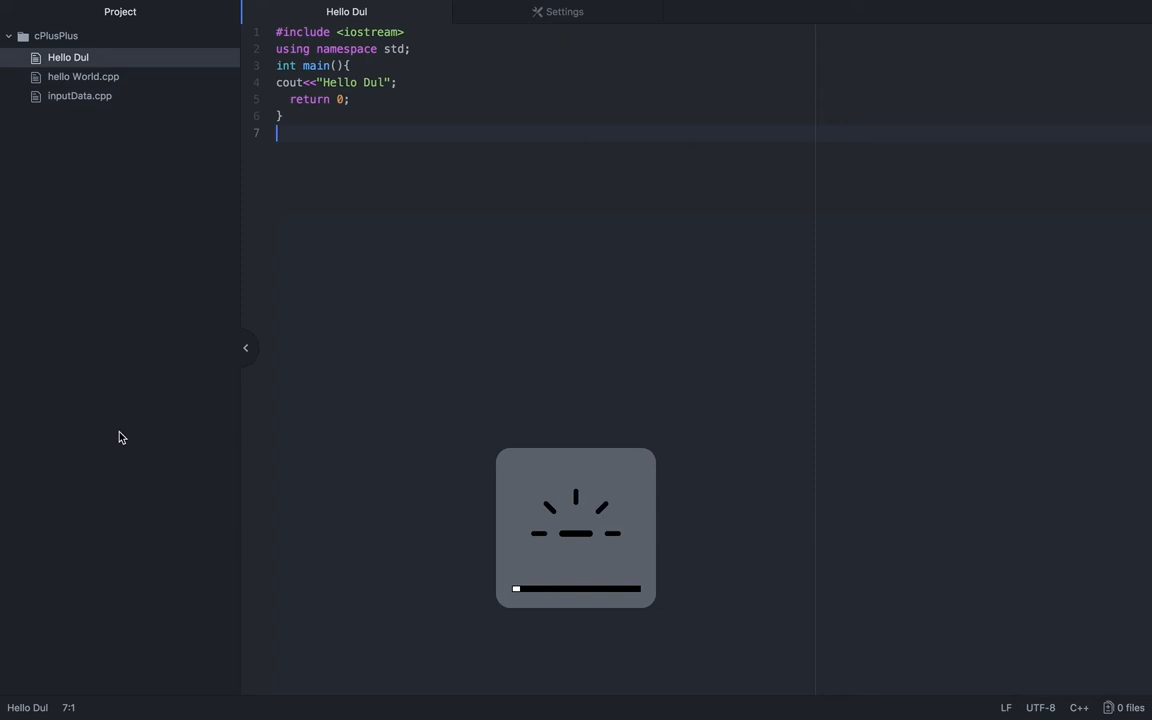 Project
Hello Dul
Settings
cPlusPlus
Hello Dul
hello World.cpp
inputData.cpp
1 #include <iostream>
2 using namespace std;
3 int main(){
4 cout<<"Hello Dul";
5 return 0;
6 }
7
Hello Dul 7:1
LF UTF-8 C++ 0 files